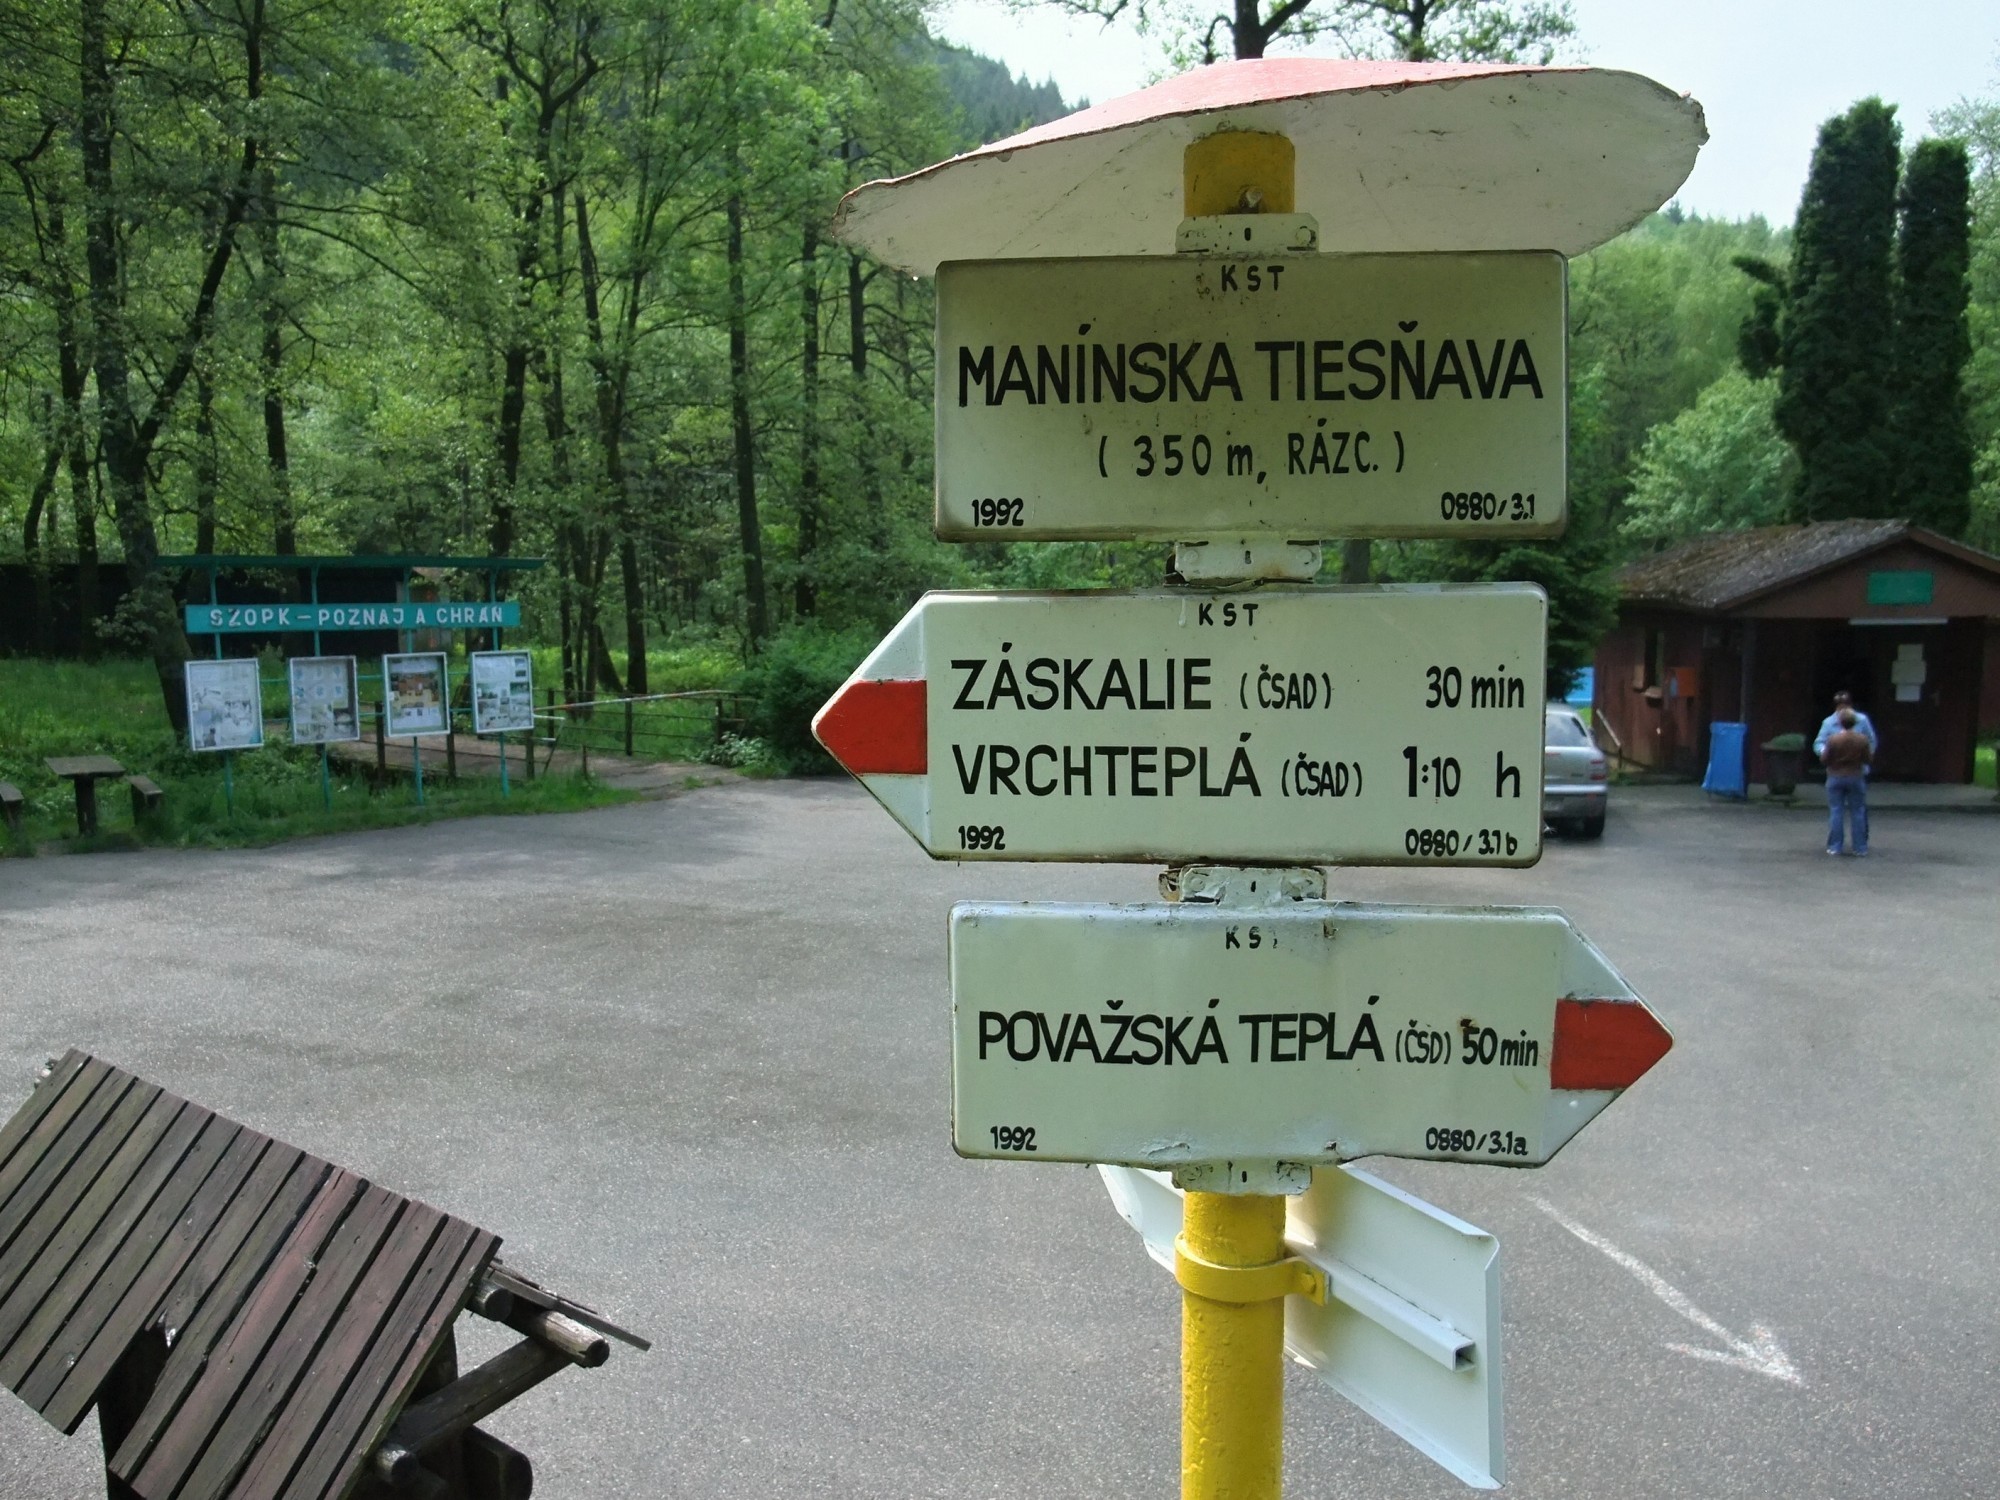 KST
MANÍNSKA TIESŇAVA
( 350 m, RÁZC. )
1992 0880/3.1
KST
ZÁSKALIE (ČSAD) 30 min
VRCHTEPLÁ (ČSAD) 1:10 h
1992 0880/3.1b
KST
POVAŽSKÁ TEPLÁ (ČSD) 50 min
1992 0880/3.1a
SZOPK – POZNAJ A CHRÁŇ